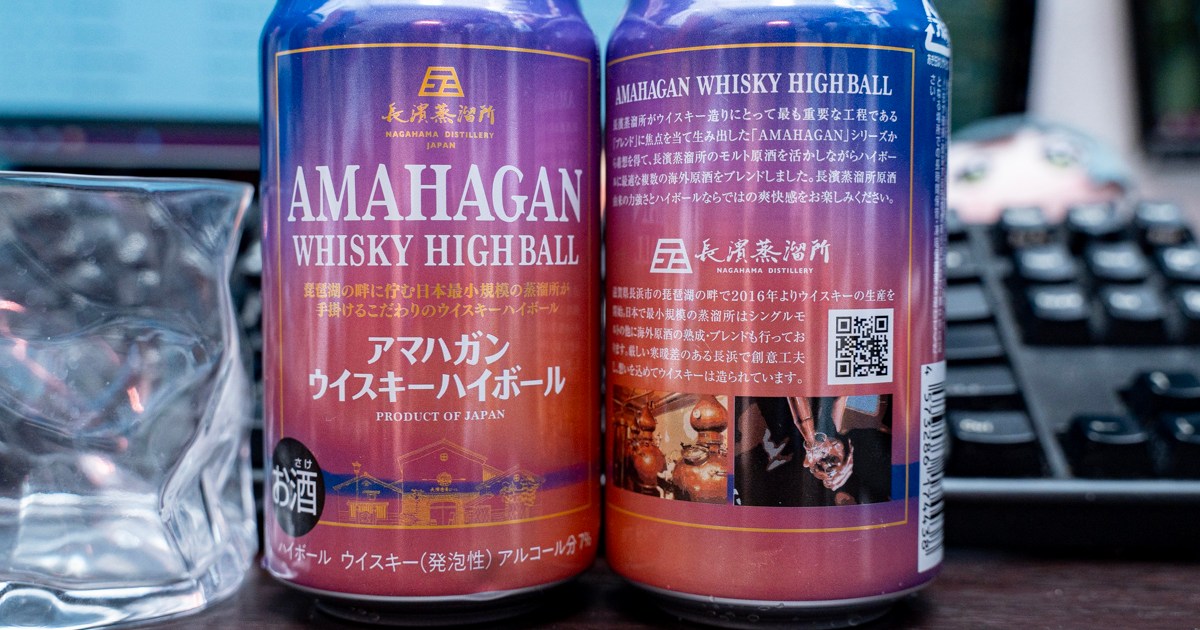 長濱蒸溜所
NAGAHAMA DISTILLERY
JAPAN
AMAHAGAN
WHISKY HIGHBALL
琵琶湖の畔に佇む日本最小規模の蒸溜所が
手掛けるこだわりのウイスキーハイボール
アマハガン
ウイスキーハイボール
PRODUCT OF JAPAN
さけ
お酒
ハイボール ウイスキー(発泡性) アルコール分7%
AMAHAGAN WHISKY HIGHBALL
長濱蒸溜所がウイスキー造りにとって最も重要な工程である
「ブレンド」に焦点を当て生み出した「AMAHAGAN」シリーズか
ら着想を得て、長濱蒸溜所のモルト原酒を活かしながらハイボー
ルに最適な複数の海外原酒をブレンドしました。長濱蒸溜所原酒
由来の力強さとハイボールならではの爽快感をお楽しみください。
長濱蒸溜所
NAGAHAMA DISTILLERY
滋賀県長浜市の琵琶湖の畔で2016年よりウイスキーの生産を
開始。日本で最小規模の蒸溜所はシングルモ
ルトの他に海外原酒の熟成・ブレンドも行ってお
ります。厳しい寒暖差のある長浜で創意工夫
し、想いを込めてウイスキーは造られています。
4 573286 774438